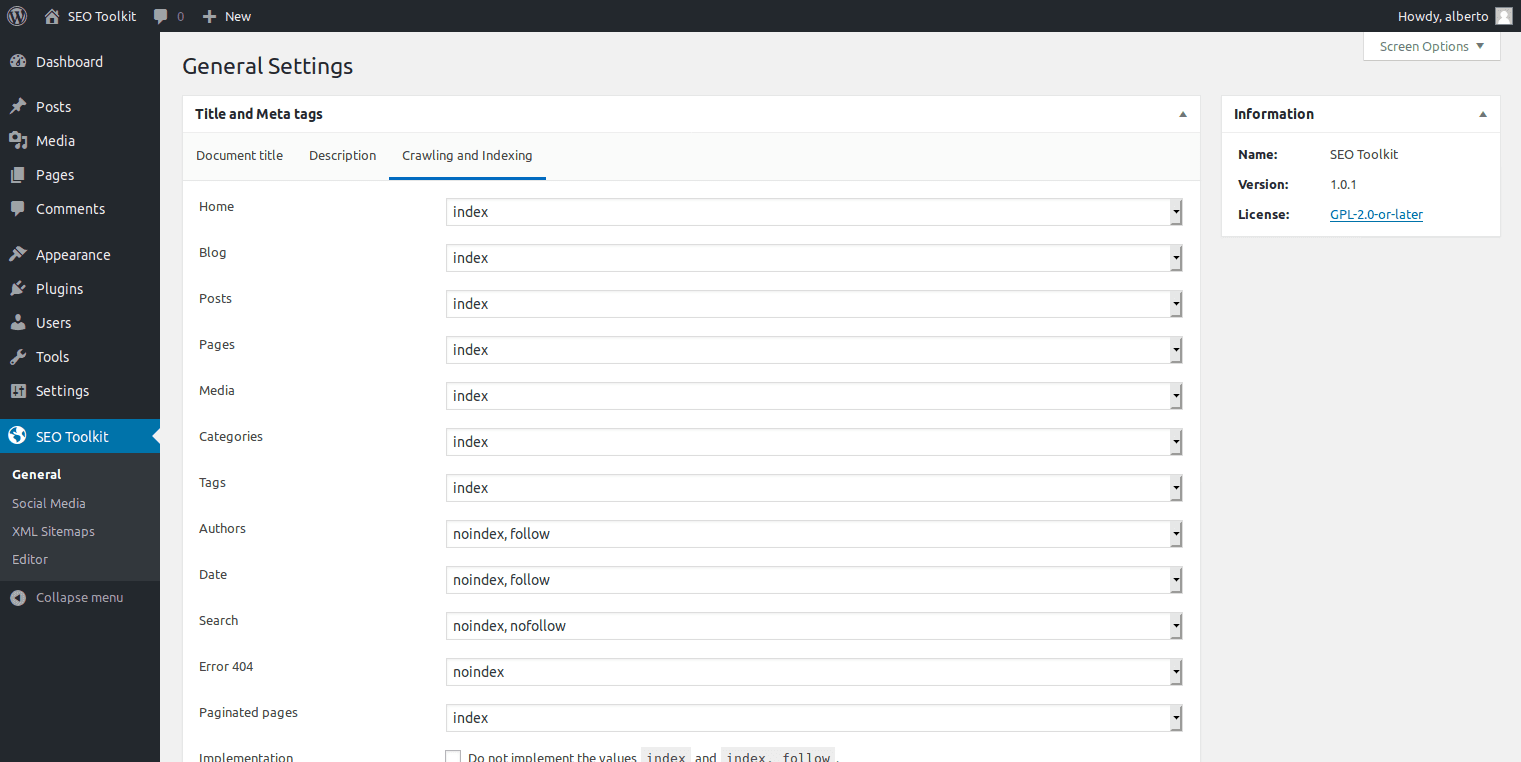 SEO Toolkit 0 New Howdy, alberto
Screen Options
Dashboard
Posts
Media
Pages
Comments
Appearance
Plugins
Users
Tools
Settings
SEO Toolkit
General
Social Media
XML Sitemaps
Editor
Collapse menu
General Settings
Title and Meta tags
Document title Description Crawling and Indexing
Home index
Blog index
Posts index
Pages index
Media index
Categories index
Tags index
Authors noindex, follow
Date noindex, follow
Search noindex, nofollow
Error 404 noindex
Paginated pages index
Implementation Do not implement the values index and index, follow.
Information
Name: SEO Toolkit
Version: 1.0.1
License: GPL-2.0-or-later